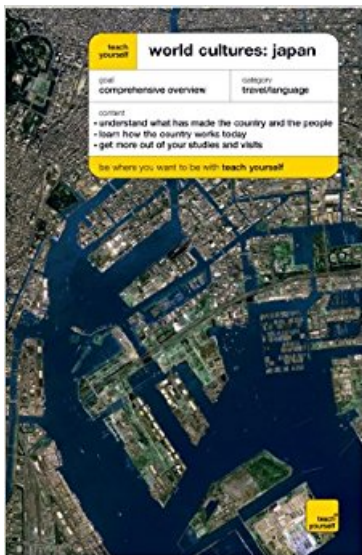 teach
yourself
world cultures: japan
goal
comprehensive overview
category
travel/language
content
• understand what has made the country and the people
• learn how the country works today
• get more out of your studies and visits
be where you want to be with teach yourself
teach
yourself